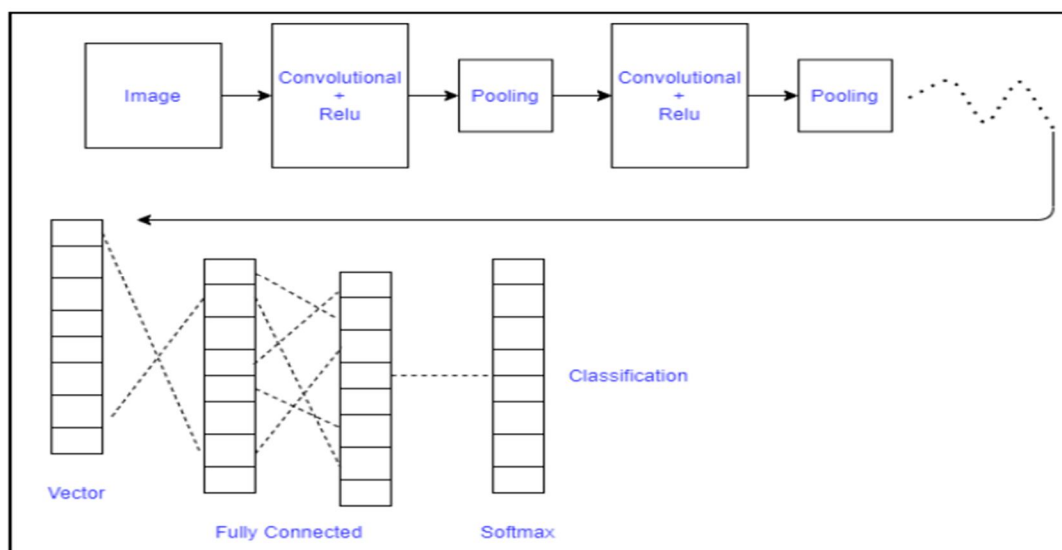 Image
Convolutional
+
Relu
Pooling
Convolutional
+
Relu
Pooling
Classification
Vector
Fully Connected
Softmax